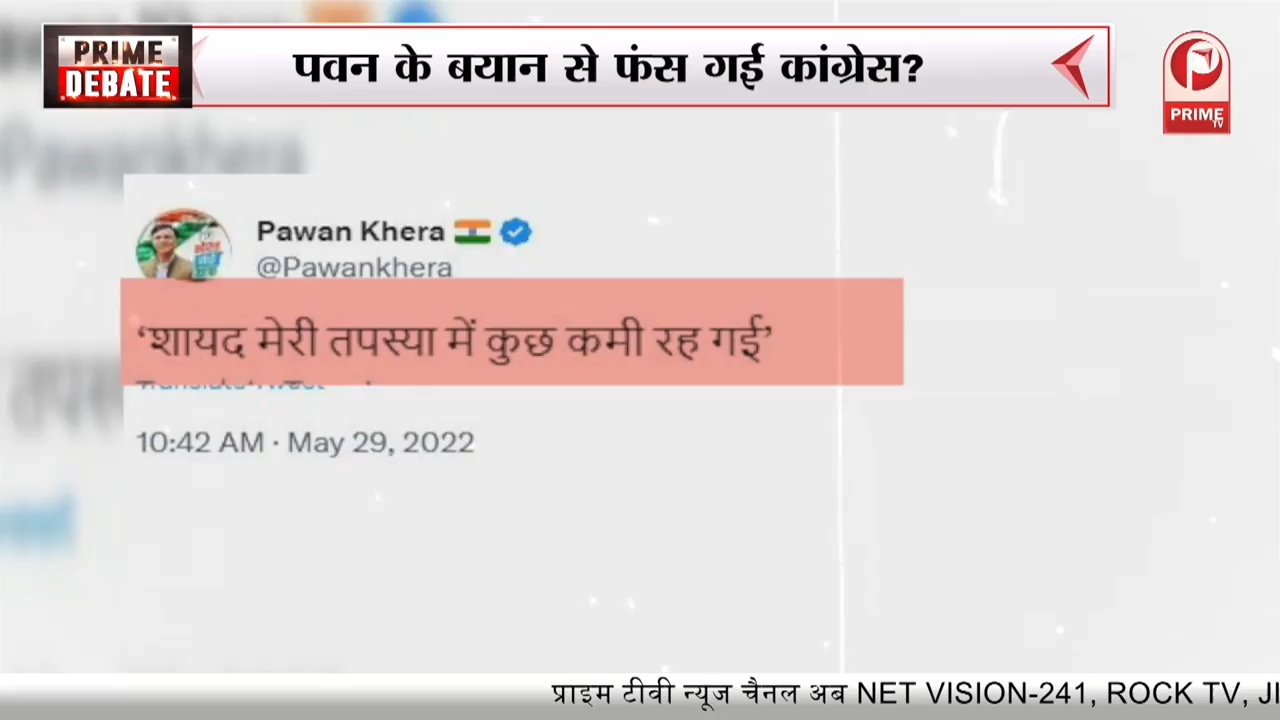 PRIME
DEBATE
पवन के बयान से फंस गई कांग्रेस?
PRIME
TV
Pawan Khera
@Pawankhera
‘शायद मेरी तपस्या में कुछ कमी रह गई’
10:42 AM · May 29, 2022
प्राइम टीवी न्यूज चैनल अब NET VISION-241, ROCK TV,